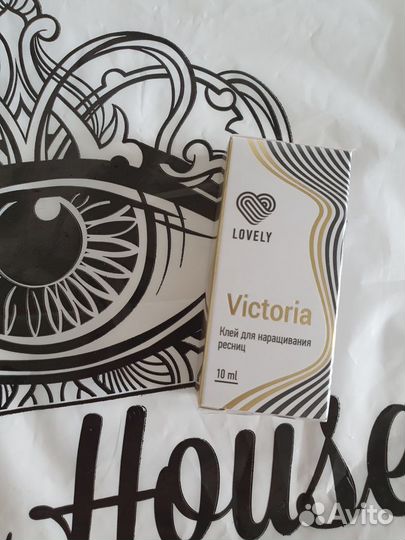 LOVELY
Victoria
Клей для наращивания
ресниц
10 ml
House
Avito